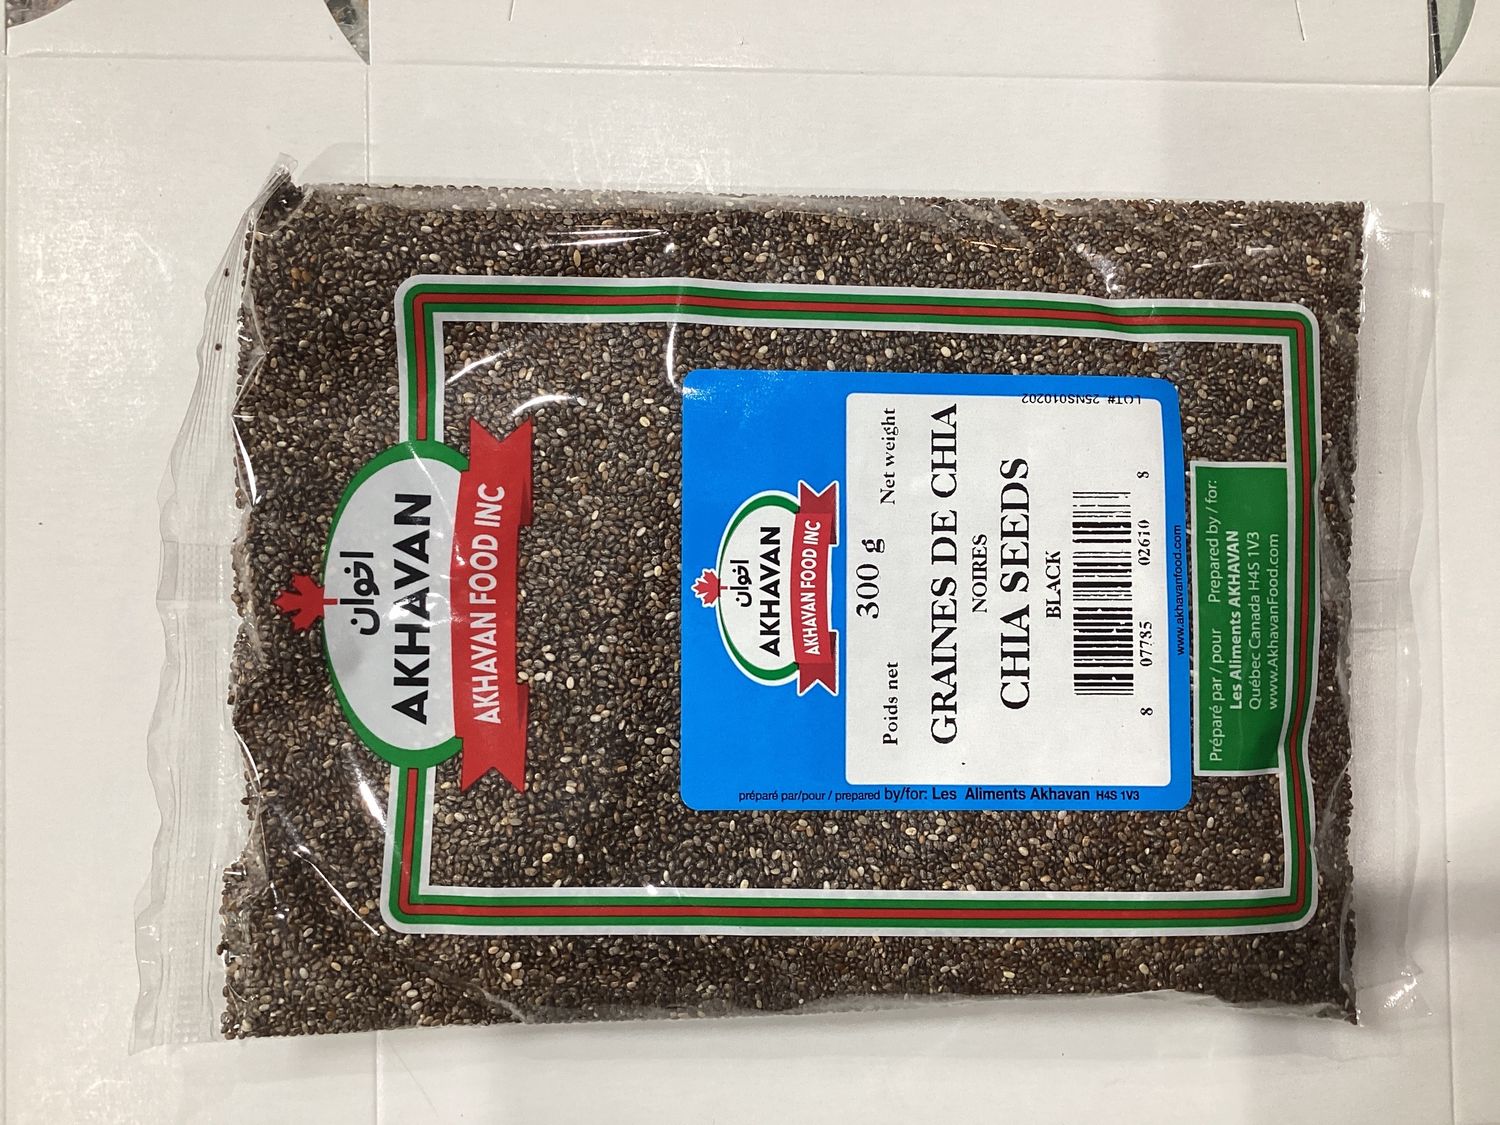 اخوان
AKHAVAN
AKHAVAN FOOD INC
اخوان
AKHAVAN
AKHAVAN FOOD INC
Poids net 300 g Net weight
GRAINES DE CHIA
NOIRES
CHIA SEEDS
BLACK
8 07785 02610 8
LOT# 25NS010202
préparé par/pour / prepared by/for: Les Aliments Akhavan H4S 1V3
www.akhavanfood.com
Préparé par / pour Prepared by / for:
Les Aliments AKHAVAN
Québec Canada H4S 1V3
www.AkhavanFood.com